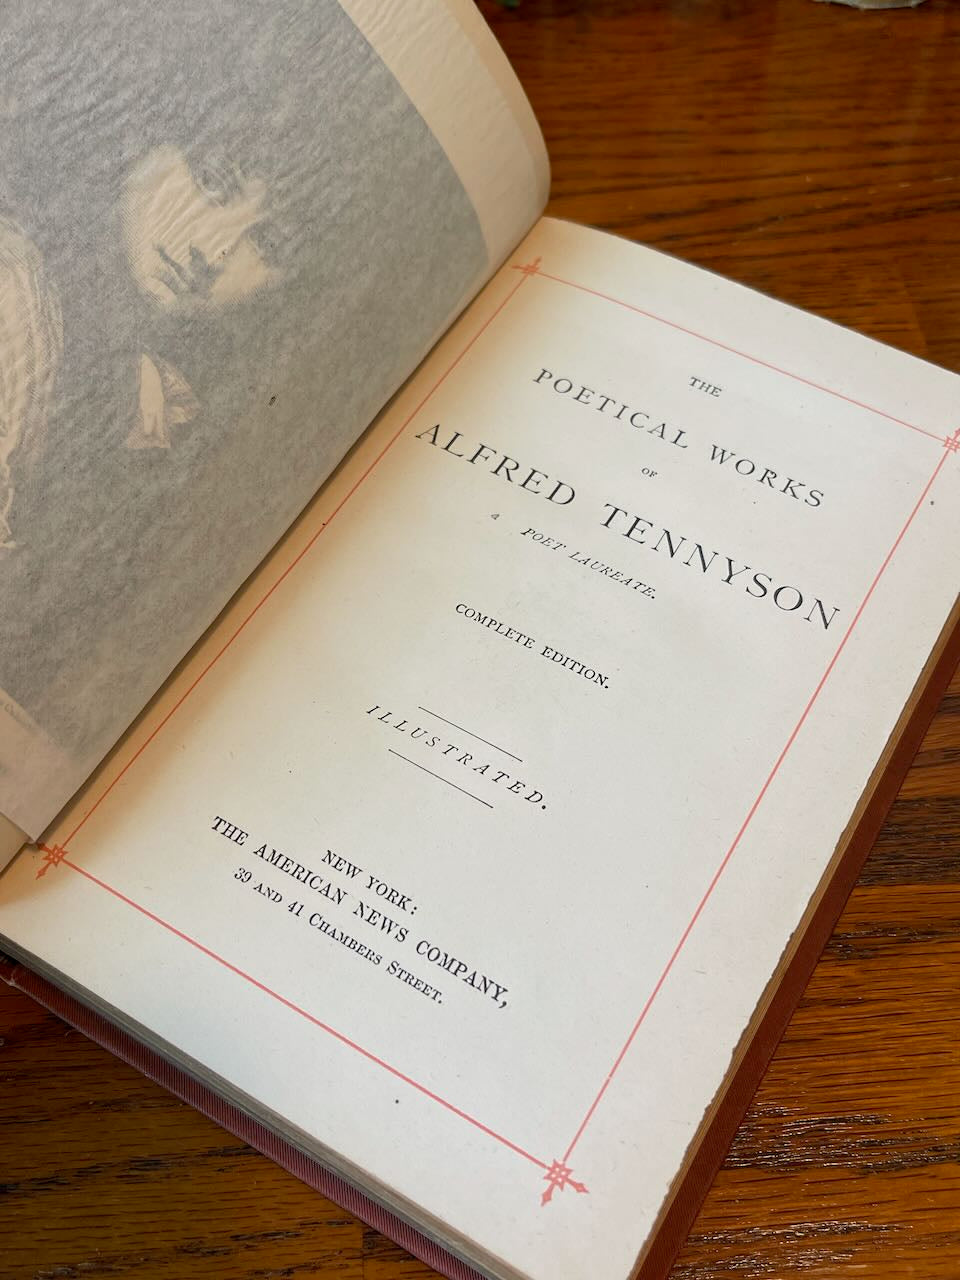 THE
POETICAL WORKS
OF
ALFRED TENNYSON
POET LAUREATE.
COMPLETE EDITION.
ILLUSTRATED.
NEW YORK:
THE AMERICAN NEWS COMPANY,
39 AND 41 CHAMBERS STREET.